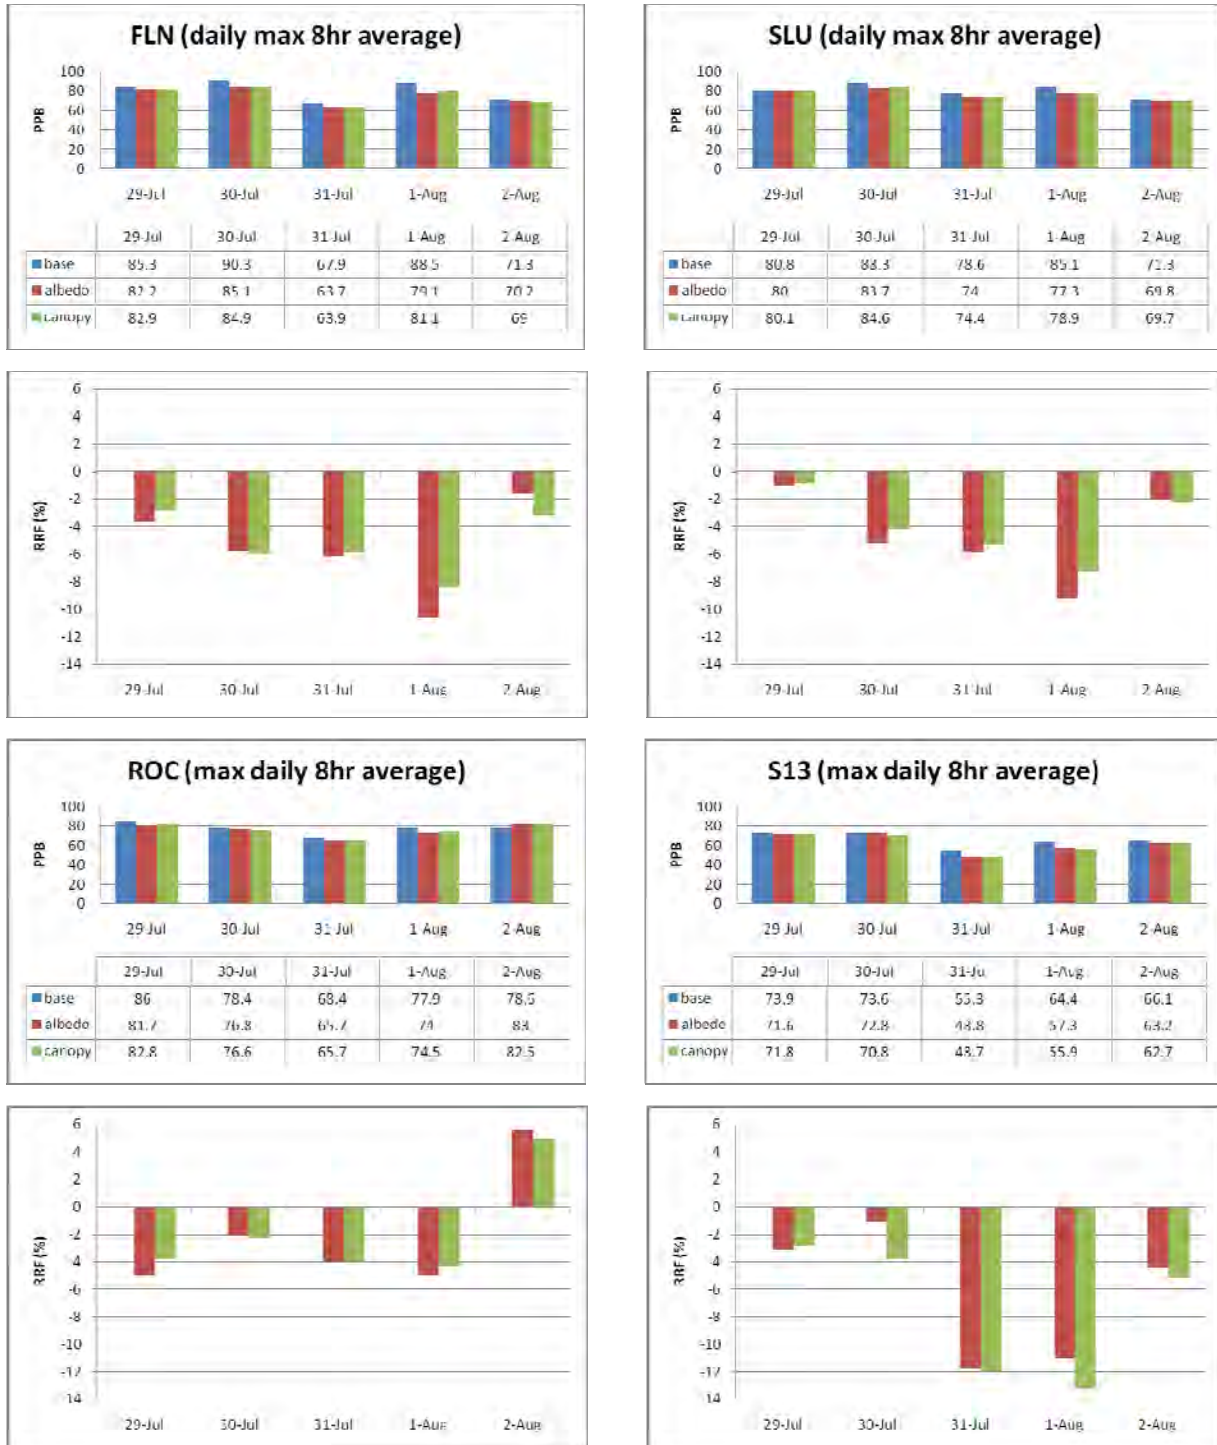 FLN (daily max 8hr average)
100
80
60
40
20
0
PPB
29-Jul 30-Jul 31-Jul 1-Aug 2-Aug
29-Jul 30-Jul 31-Jul 1-Aug 2-Aug
base 85.3 90.3 67.9 88.5 71.3
albedo 82.2 85.1 63.7 79.1 70.2
canopy 82.9 84.9 63.9 81.1 69
SLU (daily max 8hr average)
100
80
60
40
20
0
PPB
29-Jul 30-Jul 31-Jul 1-Aug 2-Aug
29-Jul 30-Jul 31-Jul 1-Aug 2-Aug
base 80.8 88.3 78.6 85.1 71.3
albedo 80 83.7 74 77.3 69.8
canopy 80.1 84.6 74.4 78.9 69.7
6
4
2
0
-2
-4
-6
-8
-10
-12
-14
RRF (%)
29-Jul 30-Jul 31-Jul 1-Aug 2-Aug
6
4
2
0
-2
-4
-6
-8
-10
-12
-14
RRF (%)
29-Jul 30-Jul 31-Jul 1-Aug 2-Aug
ROC (max daily 8hr average)
100
80
60
40
20
0
PPB
29-Jul 30-Jul 31-Jul 1-Aug 2-Aug
29-Jul 30-Jul 31-Jul 1-Aug 2-Aug
base 86 78.4 68.4 77.9
albedo 81.7 76.8 65.7 74 83
canopy 82.8 76.6 65.7 74.5 82.5
S13 (max daily 8hr average)
100
80
60
40
20
0
PPB
29-Jul 30-Jul 31-Jul 1-Aug 2-Aug
29-Jul 30-Jul 31-Ju 1-Aug 2-Aug
base 73.9 73.6 55.3 64.4 66.1
albedo 71.6 72.8 48.8 57.3 63.2
canopy 71.8 70.8 48.7 55.9 62.7
6
4
2
0
-2
-4
-6
-8
-10
-12
-14
RRF (%)
29-Jul 30-Jul 31-Jul 1-Aug 2-Aug
6
4
2
0
-2
-4
-6
-8
-10
-12
-14
RRF (%)
29-Jul 30-Jul 31-Jul 1-Aug 2-Aug